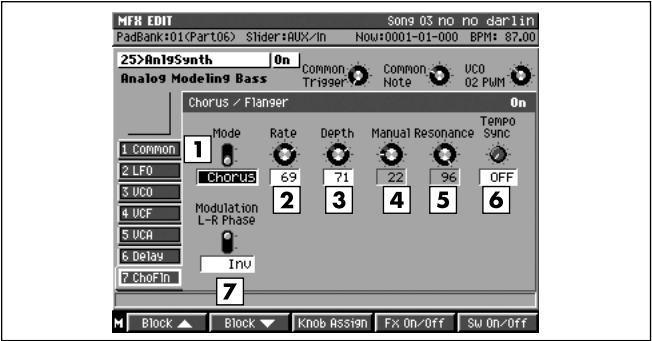 MFX EDIT Song 03 no no no darlin
PadBank:01(Part06) Slider:AUX/In Now:0001-01-000 BPM: 87.00
25>An19Synth On
Analog Modeling Bass
Common Trigger
Common Note
VCO 02 PWM
Chorus / Flanger On
Mode Rate Depth Manual Resonance Tempo Sync
1
Chorus 69 71 22 96 OFF
2 3 4 5 6
Modulation
L-R Phase
Inv
7
1 Common
2 LFO
3 VCO
4 VCF
5 VCA
6 Delay
7 ChoFln
M Block ▲ Block ▼ Knob Assign FX On/Off SW On/Off